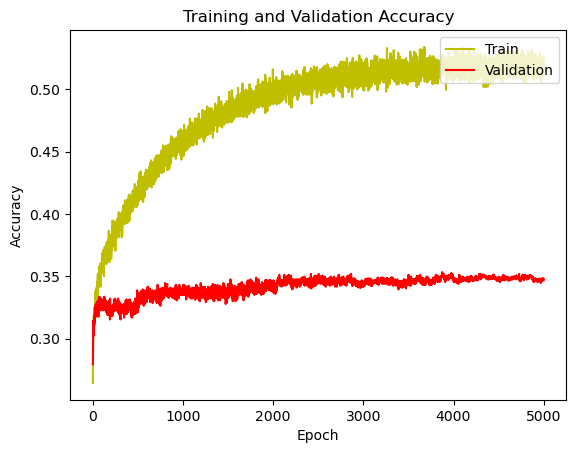 Training and Validation Accuracy
Train
Validation
0.50
0.45
0.40
0.35
0.30
Accuracy
0
1000
2000
3000
4000
5000
Epoch